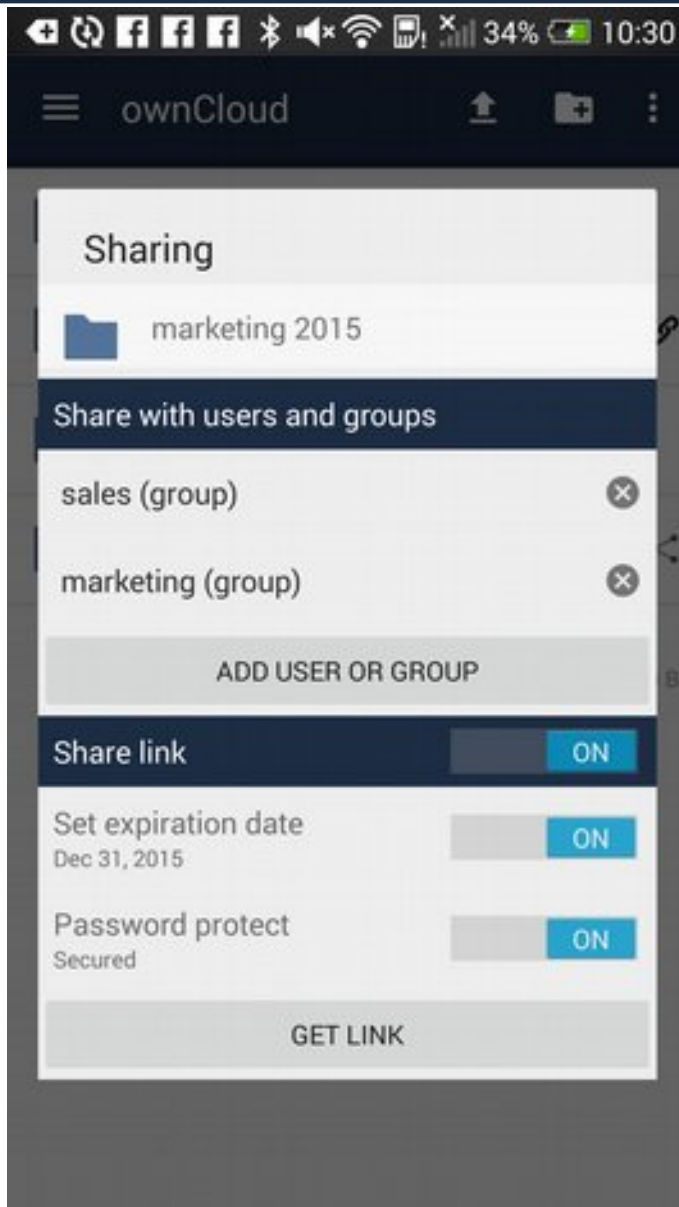 34% 10:30
ownCloud
Sharing
marketing 2015
Share with users and groups
sales (group)
marketing (group)
ADD USER OR GROUP
Share link ON
Set expiration date ON
Dec 31, 2015
Password protect ON
Secured
GET LINK